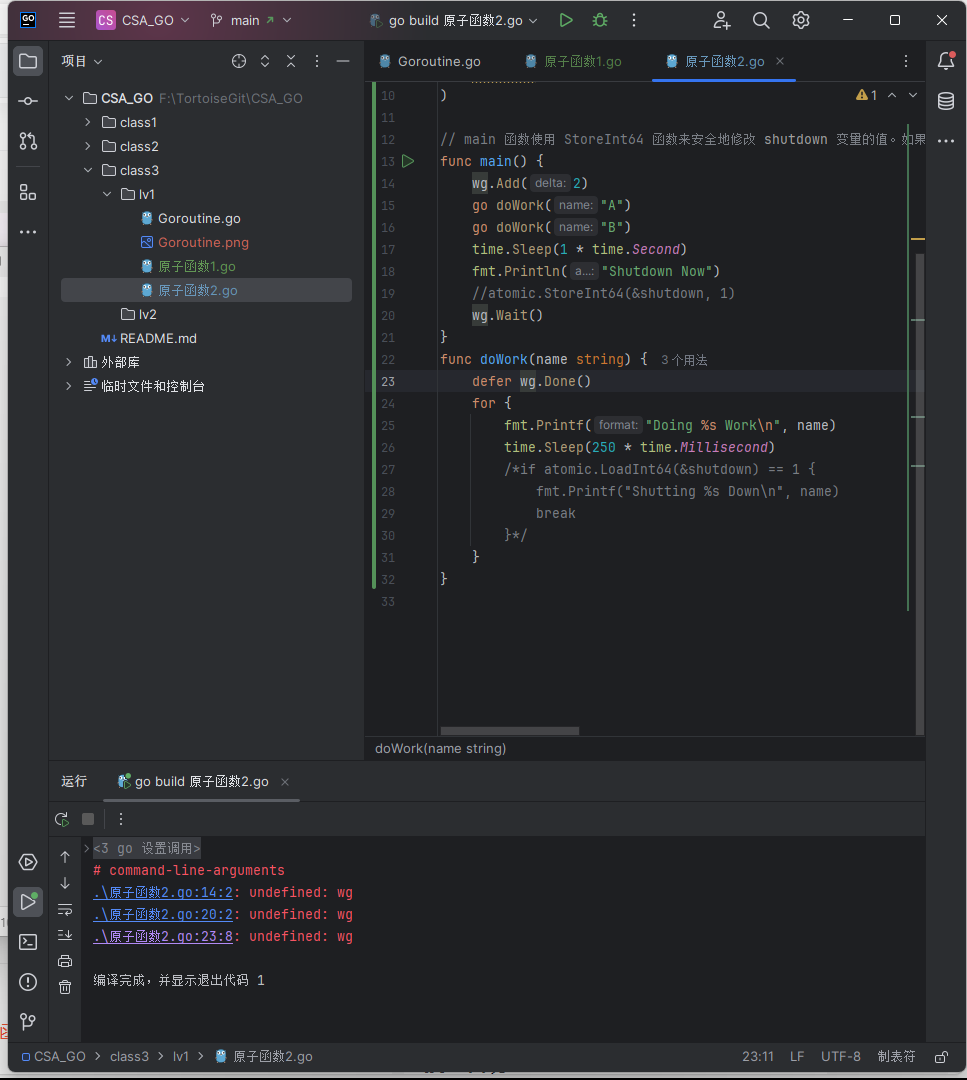 GO CS CSA_GO main go build 原子函数2.go
项目
CSA_GO F:\TortoiseGit\CSA_GO
class1
class2
class3
lv1
Goroutine.go
Goroutine.png
原子函数1.go
原子函数2.go
lv2
M↓ README.md
外部库
临时文件和控制台
Goroutine.go 原子函数1.go 原子函数2.go
1
10 )
11
12 // main 函数使用 StoreInt64 函数来安全地修改 shutdown 变量的值。如果
13 func main() {
14 wg.Add( delta: 2)
15 go doWork( name: "A")
16 go doWork( name: "B")
17 time.Sleep(1 * time.Second)
18 fmt.Println( a...: "Shutdown Now")
19 //atomic.StoreInt64(&shutdown, 1)
20 wg.Wait()
21 }
22 func doWork(name string) { 3个用法
23 defer wg.Done()
24 for {
25 fmt.Printf( format: "Doing %s Work\n", name)
26 time.Sleep(250 * time.Millisecond)
27 /*if atomic.LoadInt64(&shutdown) == 1 {
28 fmt.Printf("Shutting %s Down\n", name)
29 break
30 }*/
31 }
32 }
33
doWork(name string)
运行 go build 原子函数2.go
<3 go 设置调用>
# command-line-arguments
.\原子函数2.go:14:2: undefined: wg
.\原子函数2.go:20:2: undefined: wg
.\原子函数2.go:23:8: undefined: wg
编译完成，并显示退出代码 1
CSA_GO > class3 > lv1 > 原子函数2.go 23:11 LF UTF-8 制表符